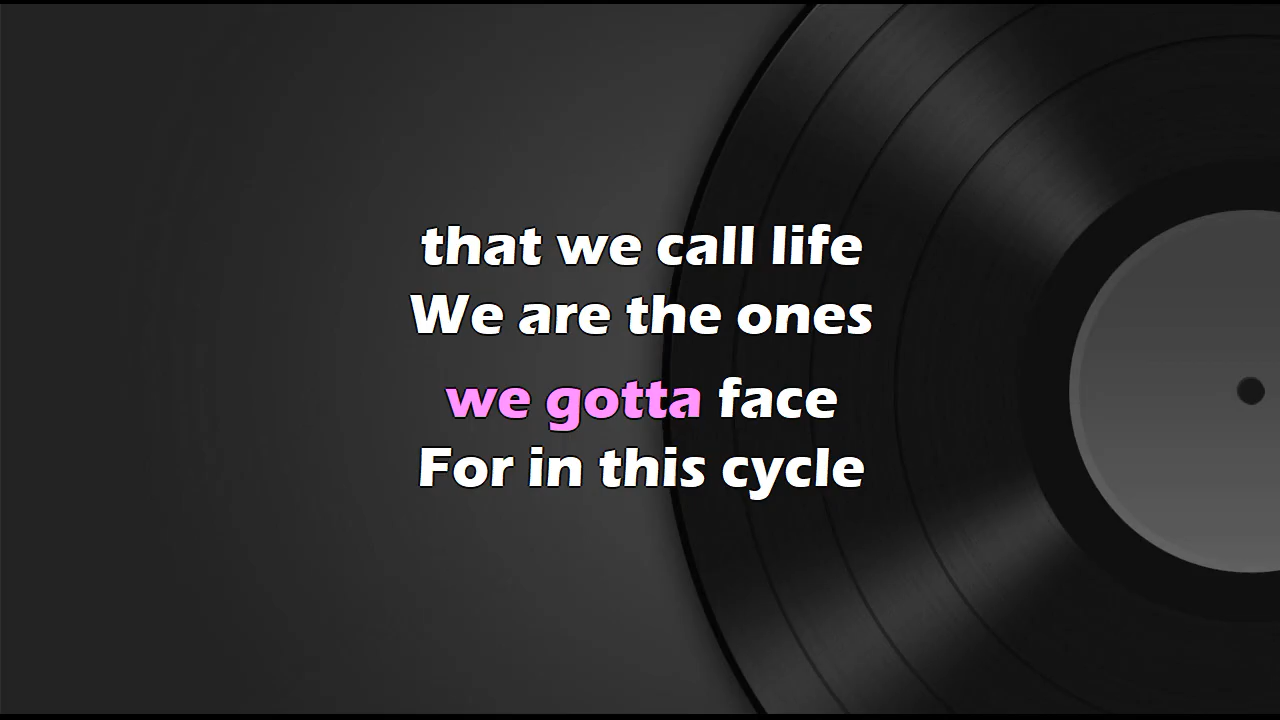 that we call life
We are the ones
we gotta face
For in this cycle